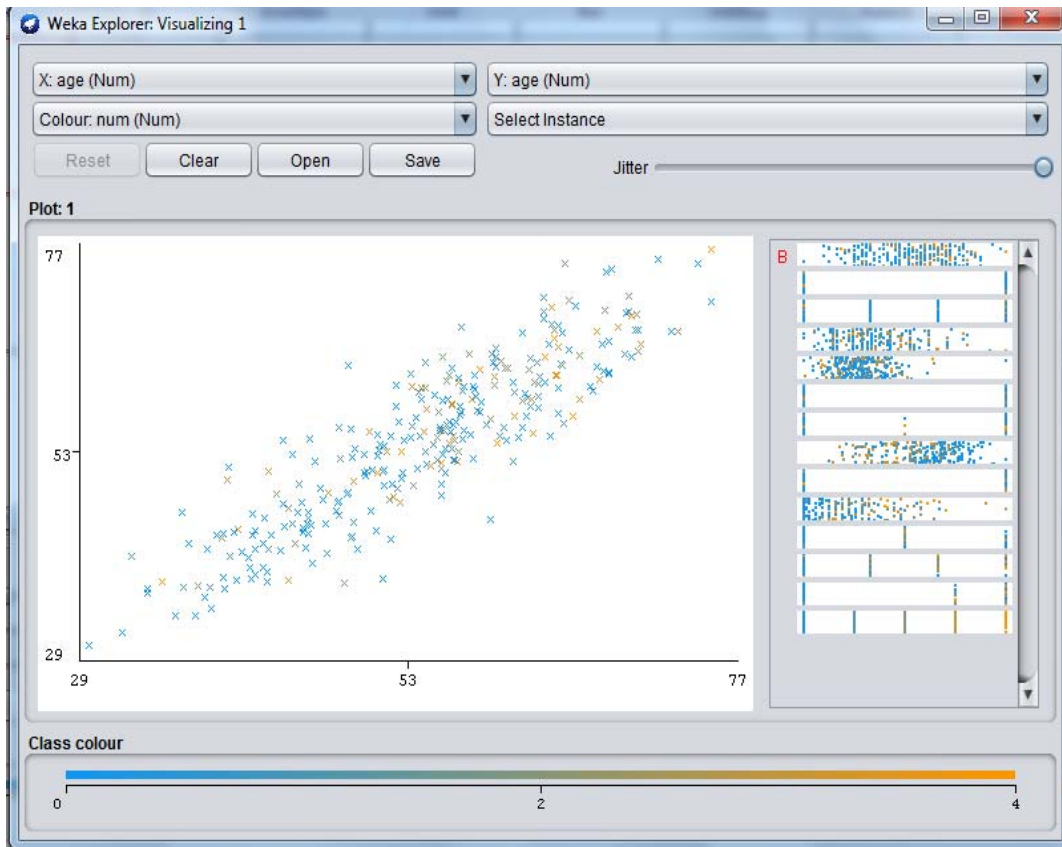 Weka Explorer: Visualizing 1
X: age (Num) Y: age (Num)
Colour: num (Num) Select Instance
Reset Clear Open Save Jitter
Plot: 1
77
53
29
29 53 77
B
Class colour
0 2 4